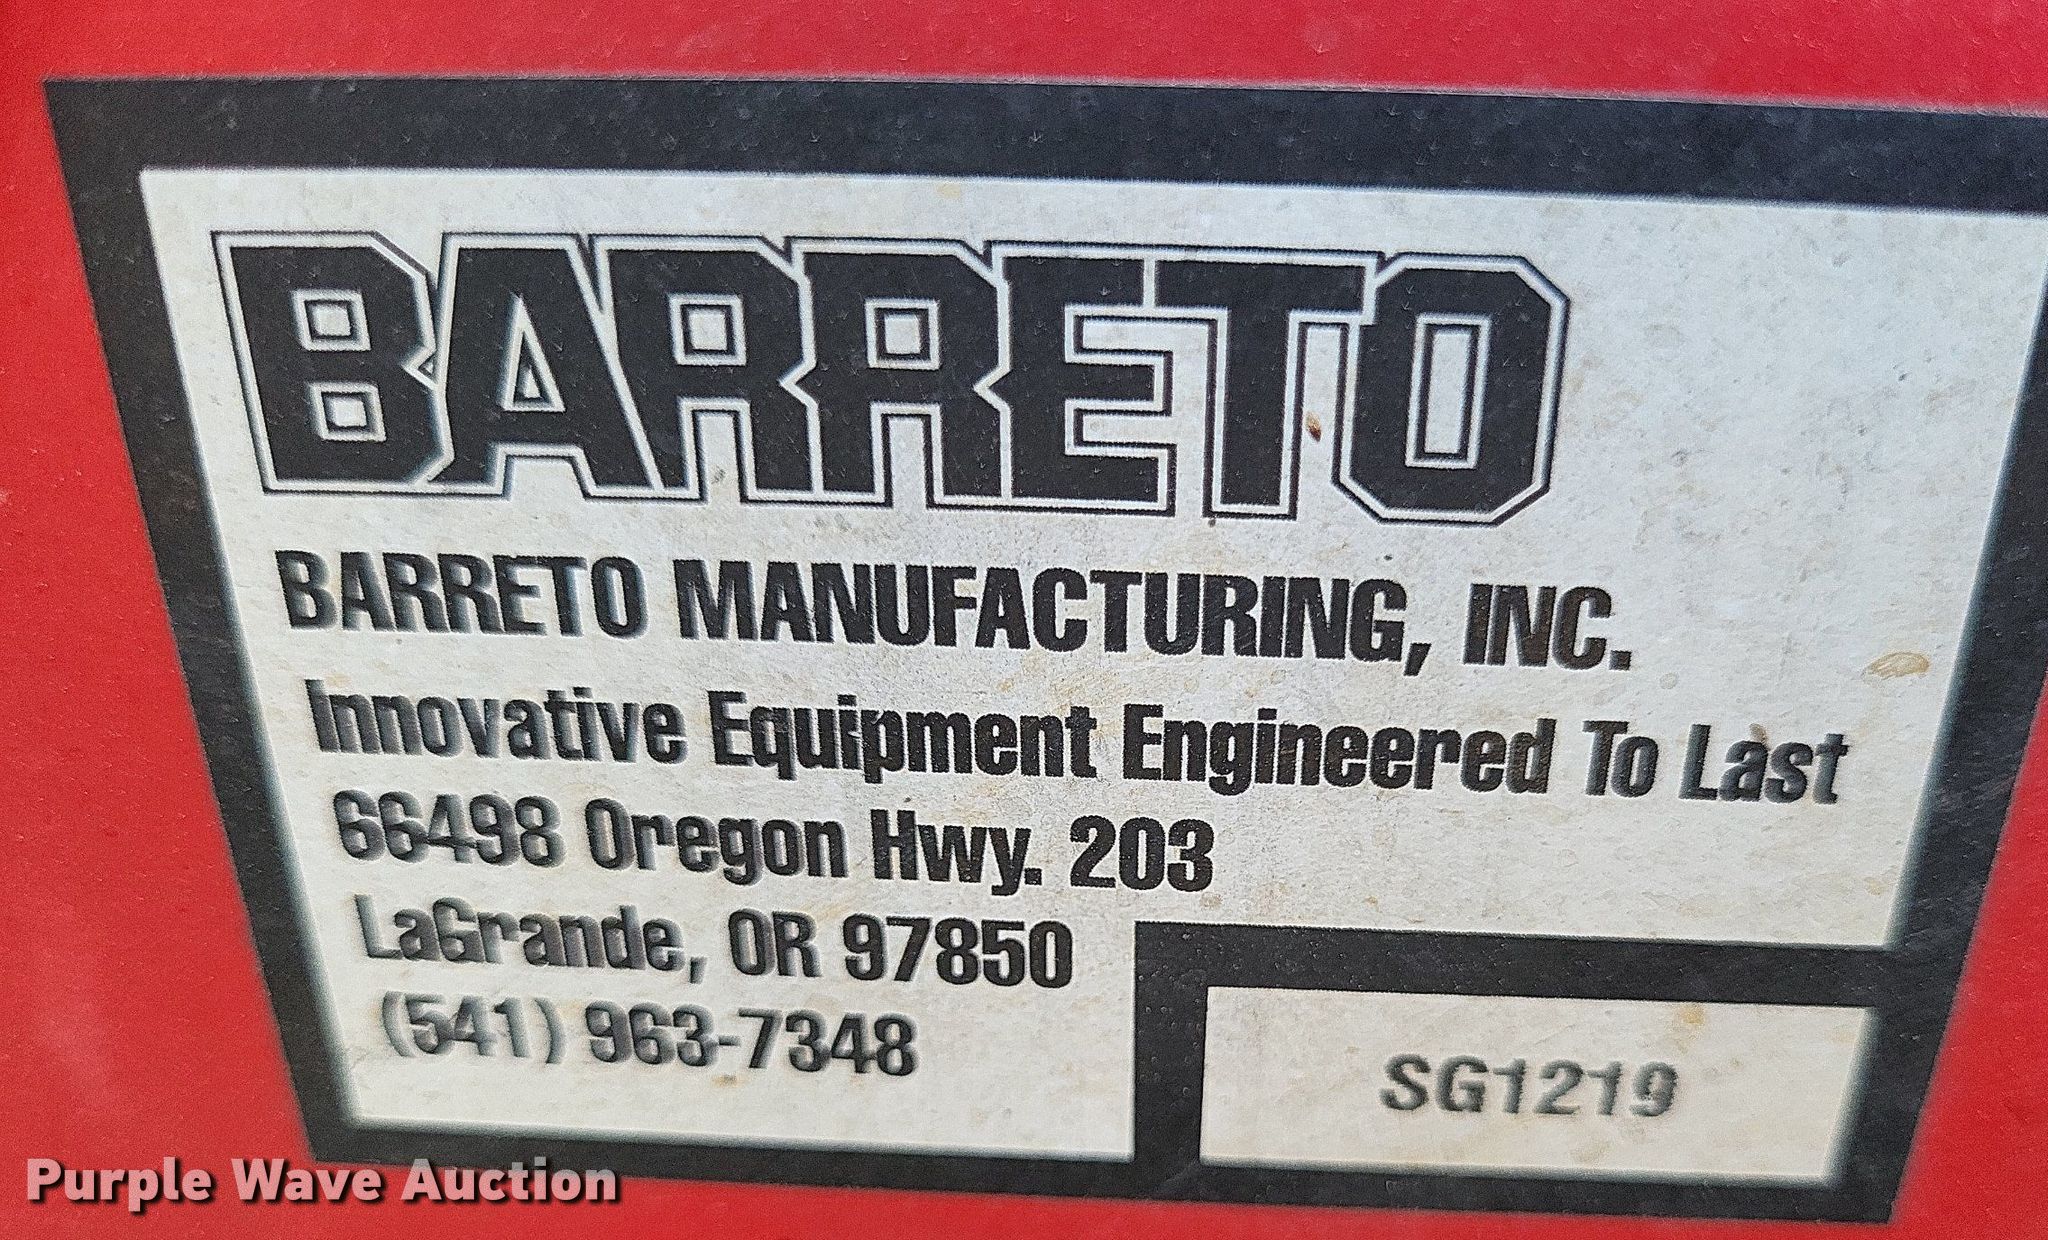 BARRETO
BARRETO MANUFACTURING, INC.
Innovative Equipment Engineered To Last
66498 Oregon Hwy. 203
LaGrande, OR 97850
(541) 963-7348
SG1219
Purple Wave Auction